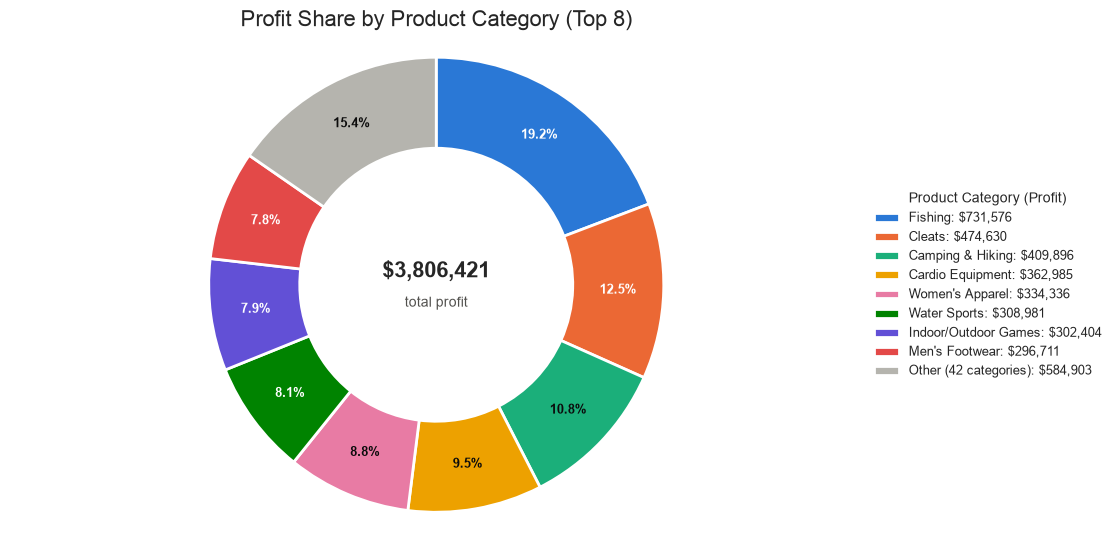 Profit Share by Product Category (Top 8)
15.4%
19.2%
7.8%
12.5%
7.9%
8.1%
8.8%
9.5%
10.8%
$3,806,421
total profit
Product Category (Profit)
Fishing: $731,576
Cleats: $474,630
Camping & Hiking: $409,896
Cardio Equipment: $362,985
Women's Apparel: $334,336
Water Sports: $308,981
Indoor/Outdoor Games: $302,404
Men's Footwear: $296,711
Other (42 categories): $584,903